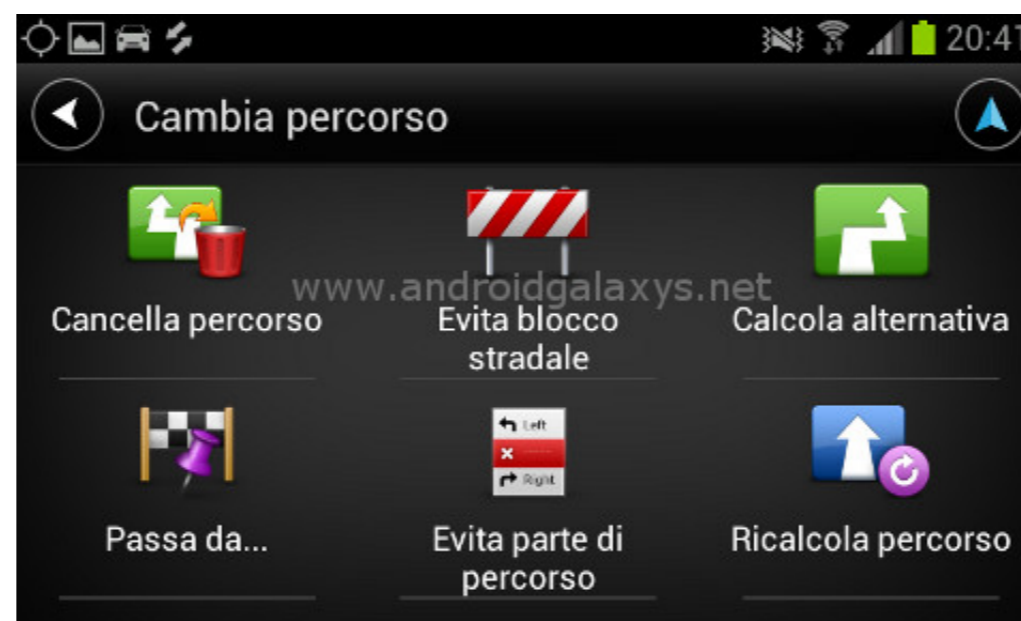 20:41
Cambia percorso
www.androidgalaxys.net
Cancella percorso
Evita blocco
stradale
Calcola alternativa
Left
Right
Passa da...
Evita parte di
percorso
Ricalcola percorso